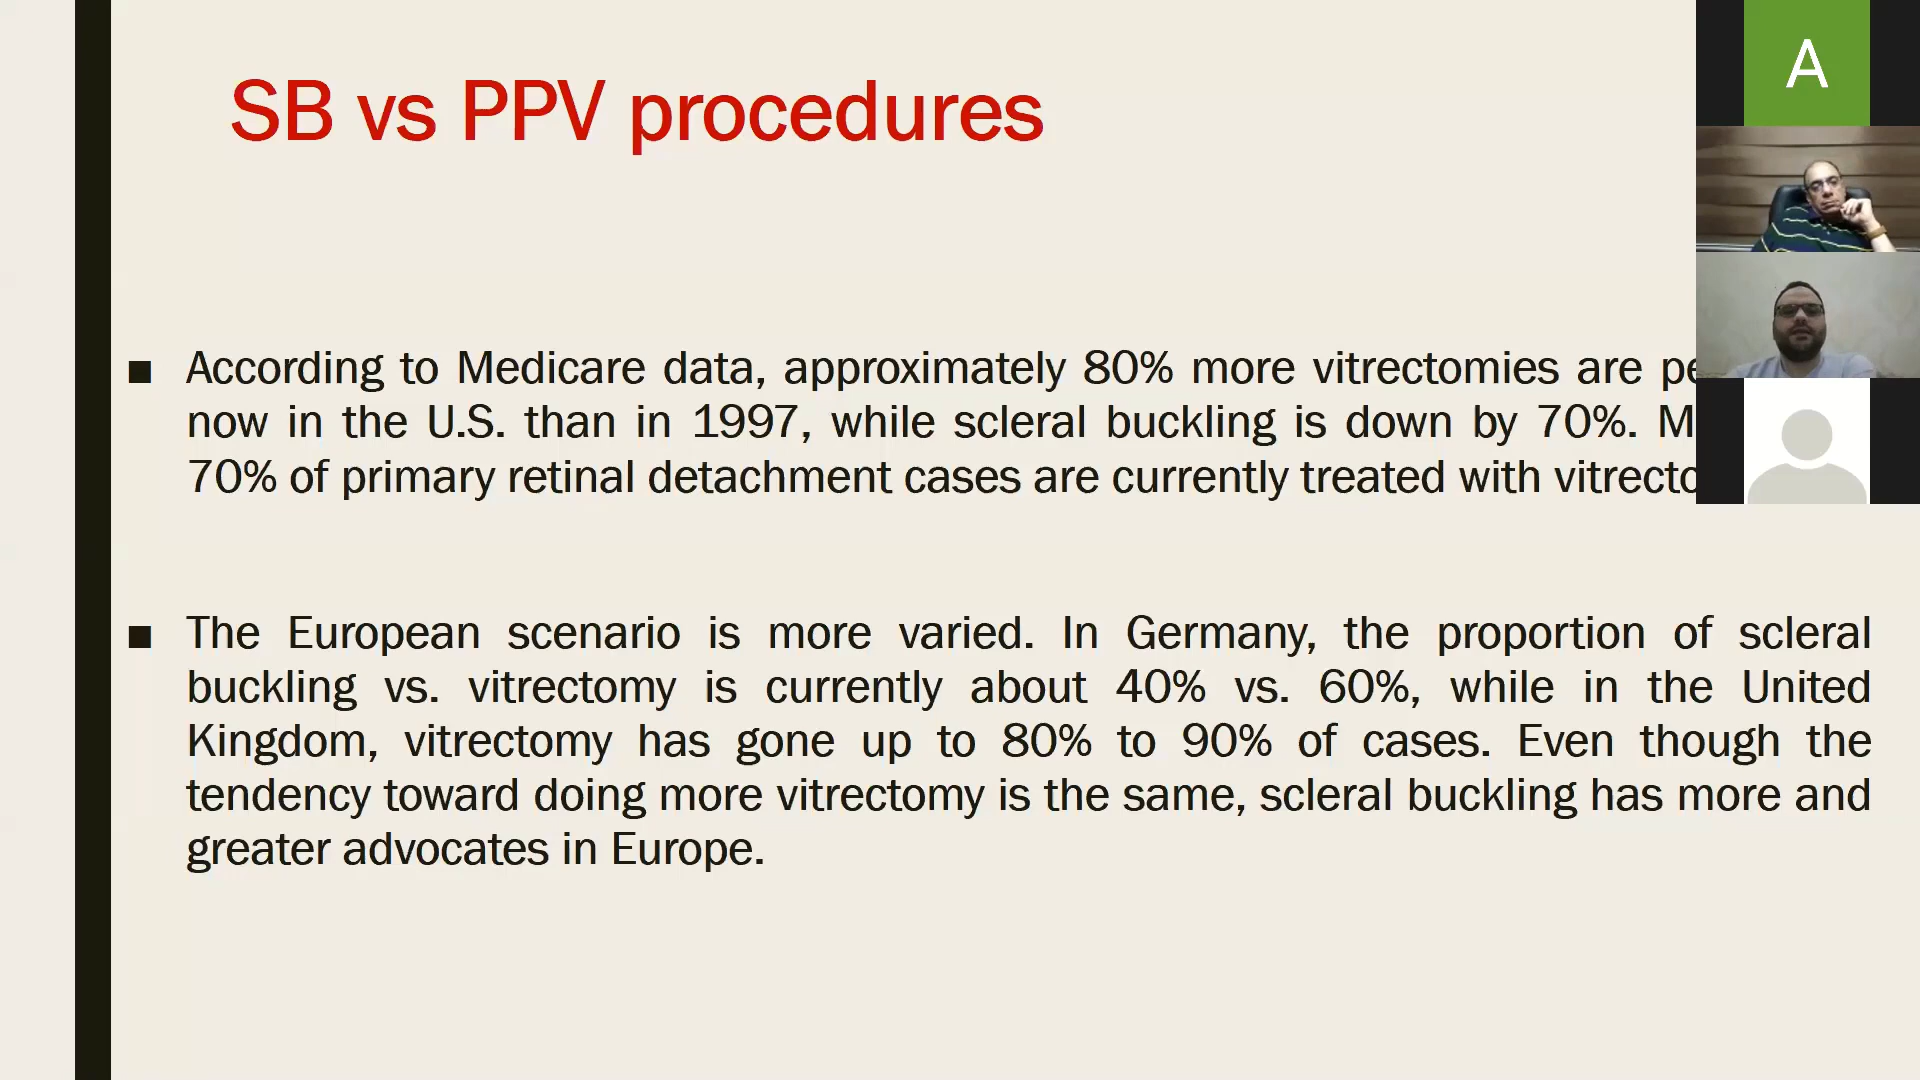 SB vs PPV procedures
A
■ According to Medicare data, approximately 80% more vitrectomies are
now in the U.S. than in 1997, while scleral buckling is down by 70%.
70% of primary retinal detachment cases are currently treated with
■ The European scenario is more varied. In Germany, the proportion of scleral
buckling vs. vitrectomy is currently about 40% vs. 60%, while in the United
Kingdom, vitrectomy has gone up to 80% to 90% of cases. Even though the
tendency toward doing more vitrectomy is the same, scleral buckling has more and
greater advocates in Europe.